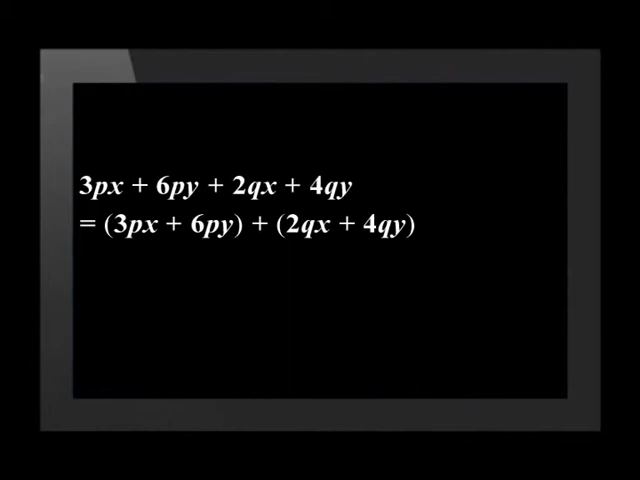 3px + 6py + 2qx + 4qy
= (3px + 6py) + (2qx + 4qy)